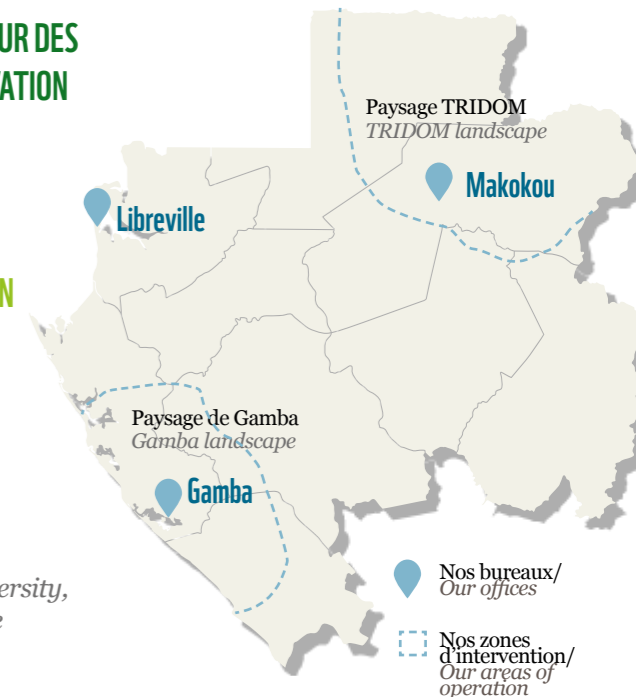 UR DES
ATION
N
ersity,
e
Paysage TRIDOM
TRIDOM landscape
Makokou
Libreville
Paysage de Gamba
Gamba landscape
Gamba
Nos bureaux/
Our offices
Nos zones
d'intervention/
Our areas of
operation